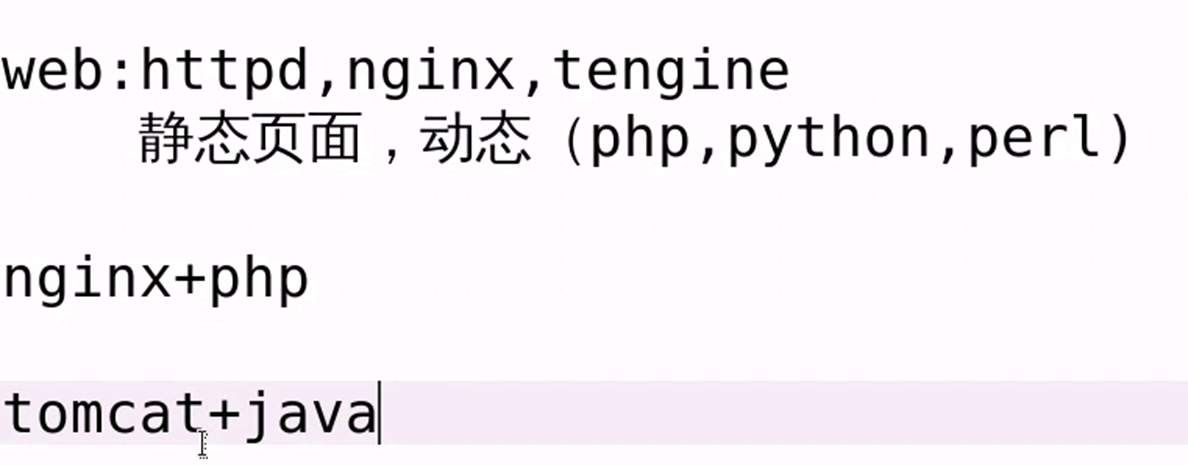 web:httpd,nginx,tengine
静态页面，动态（php,python,perl)
nginx+php
tomcat+java